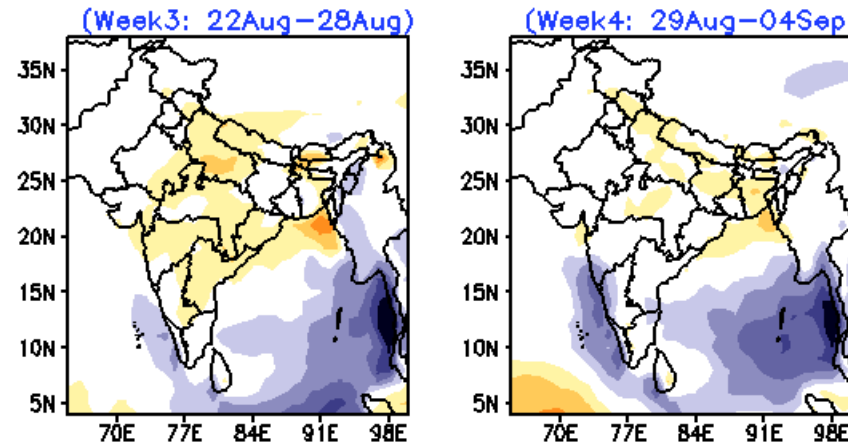 (Week3: 22Aug−28Aug)
35N
30N
25N
20N
15N
10N
5N
70E 77E 84E 91E 98E
(Week4: 29Aug−04Sep
35N
30N
25N
20N
15N
10N
5N
70E 77E 84E 91E 98E